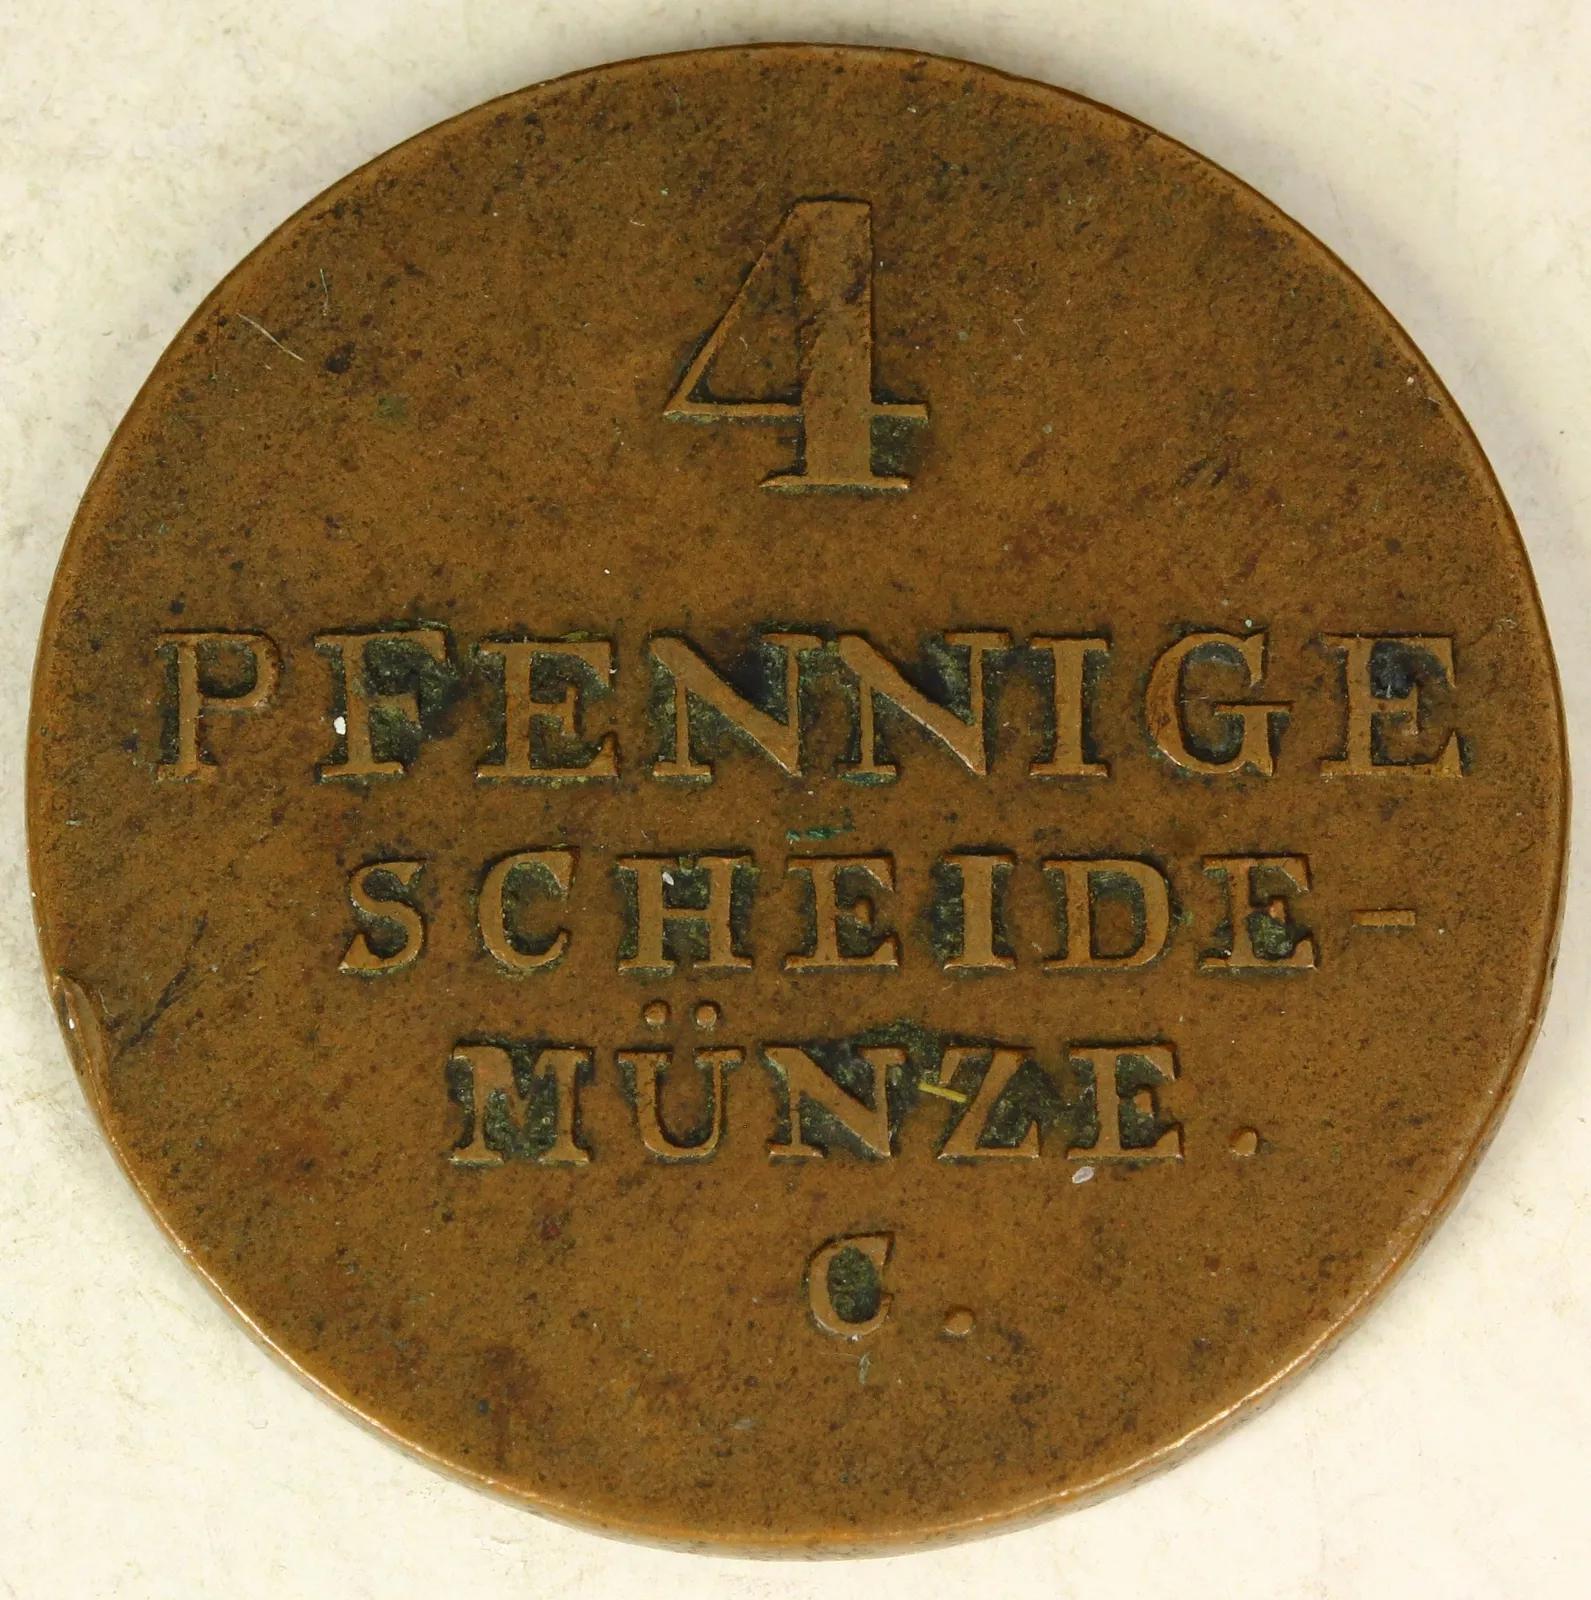 4
PFENNIGE
SCHEIDE-
MÜNZE.
C.